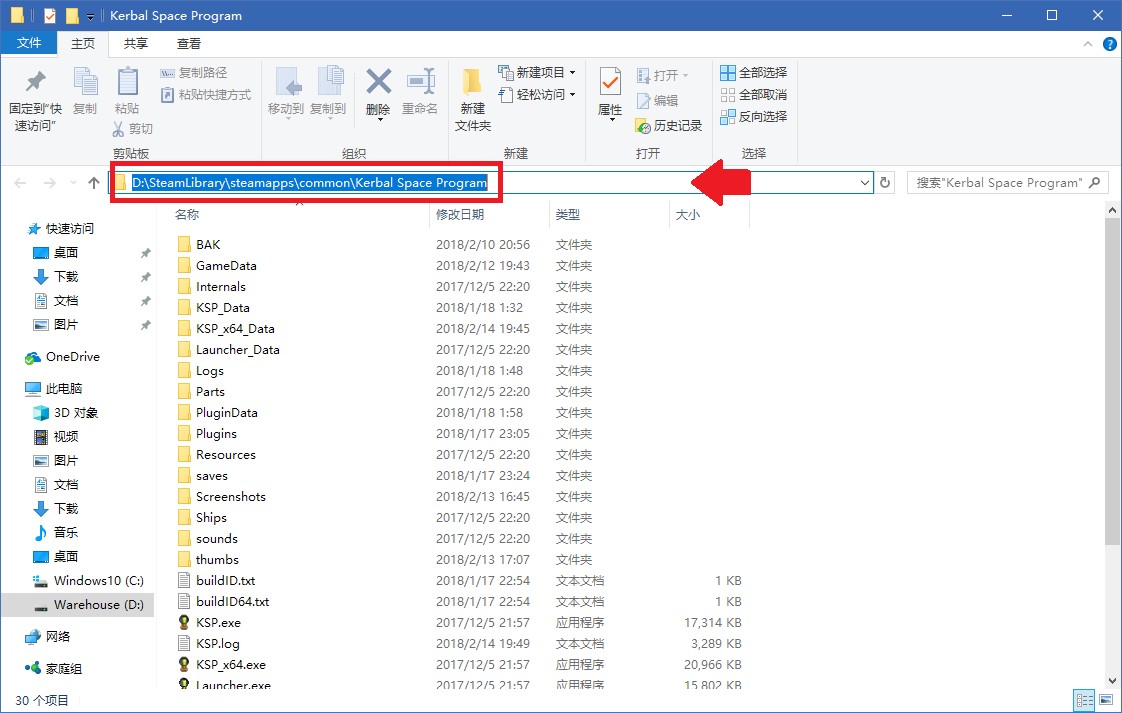 Kerbal Space Program
文件 主页 共享 查看
固定到"快速访问"
复制
粘贴
复制路径
粘贴快捷方式
剪切
剪贴板
移动到 复制到 删除 重命名
组织
新建文件夹
新建项目
轻松访问
新建
属性
打开
编辑
历史记录
打开
全部选择
全部取消
反向选择
选择
D:\SteamLibrary\steamapps\common\Kerbal Space Program
搜索"Kerbal Space Program"
快速访问
桌面
下载
文档
图片
OneDrive
此电脑
3D 对象
视频
图片
文档
下载
音乐
桌面
Windows10 (C:)
Warehouse (D:)
网络
家庭组
名称 修改日期 类型 大小
BAK 2018/2/10 20:56 文件夹
GameData 2018/2/12 19:43 文件夹
Internals 2017/12/5 22:20 文件夹
KSP_Data 2018/1/18 1:32 文件夹
KSP_x64_Data 2018/2/14 19:45 文件夹
Launcher_Data 2017/12/5 22:20 文件夹
Logs 2018/1/18 1:48 文件夹
Parts 2017/12/5 22:20 文件夹
PluginData 2018/1/18 1:58 文件夹
Plugins 2018/1/17 23:05 文件夹
Resources 2017/12/5 22:20 文件夹
saves 2018/1/17 23:24 文件夹
Screenshots 2018/2/13 16:45 文件夹
Ships 2017/12/5 22:20 文件夹
sounds 2017/12/5 22:20 文件夹
thumbs 2018/2/13 17:07 文件夹
buildID.txt 2018/1/17 22:54 文本文档 1 KB
buildID64.txt 2018/1/17 22:54 文本文档 1 KB
KSP.exe 2017/12/5 21:57 应用程序 17,314 KB
KSP.log 2018/2/14 19:49 文本文档 3,289 KB
KSP_x64.exe 2017/12/5 21:57 应用程序 20,966 KB
Launcher.exe 2017/12/5 21:57 应用程序 15,802 KB
30 个项目